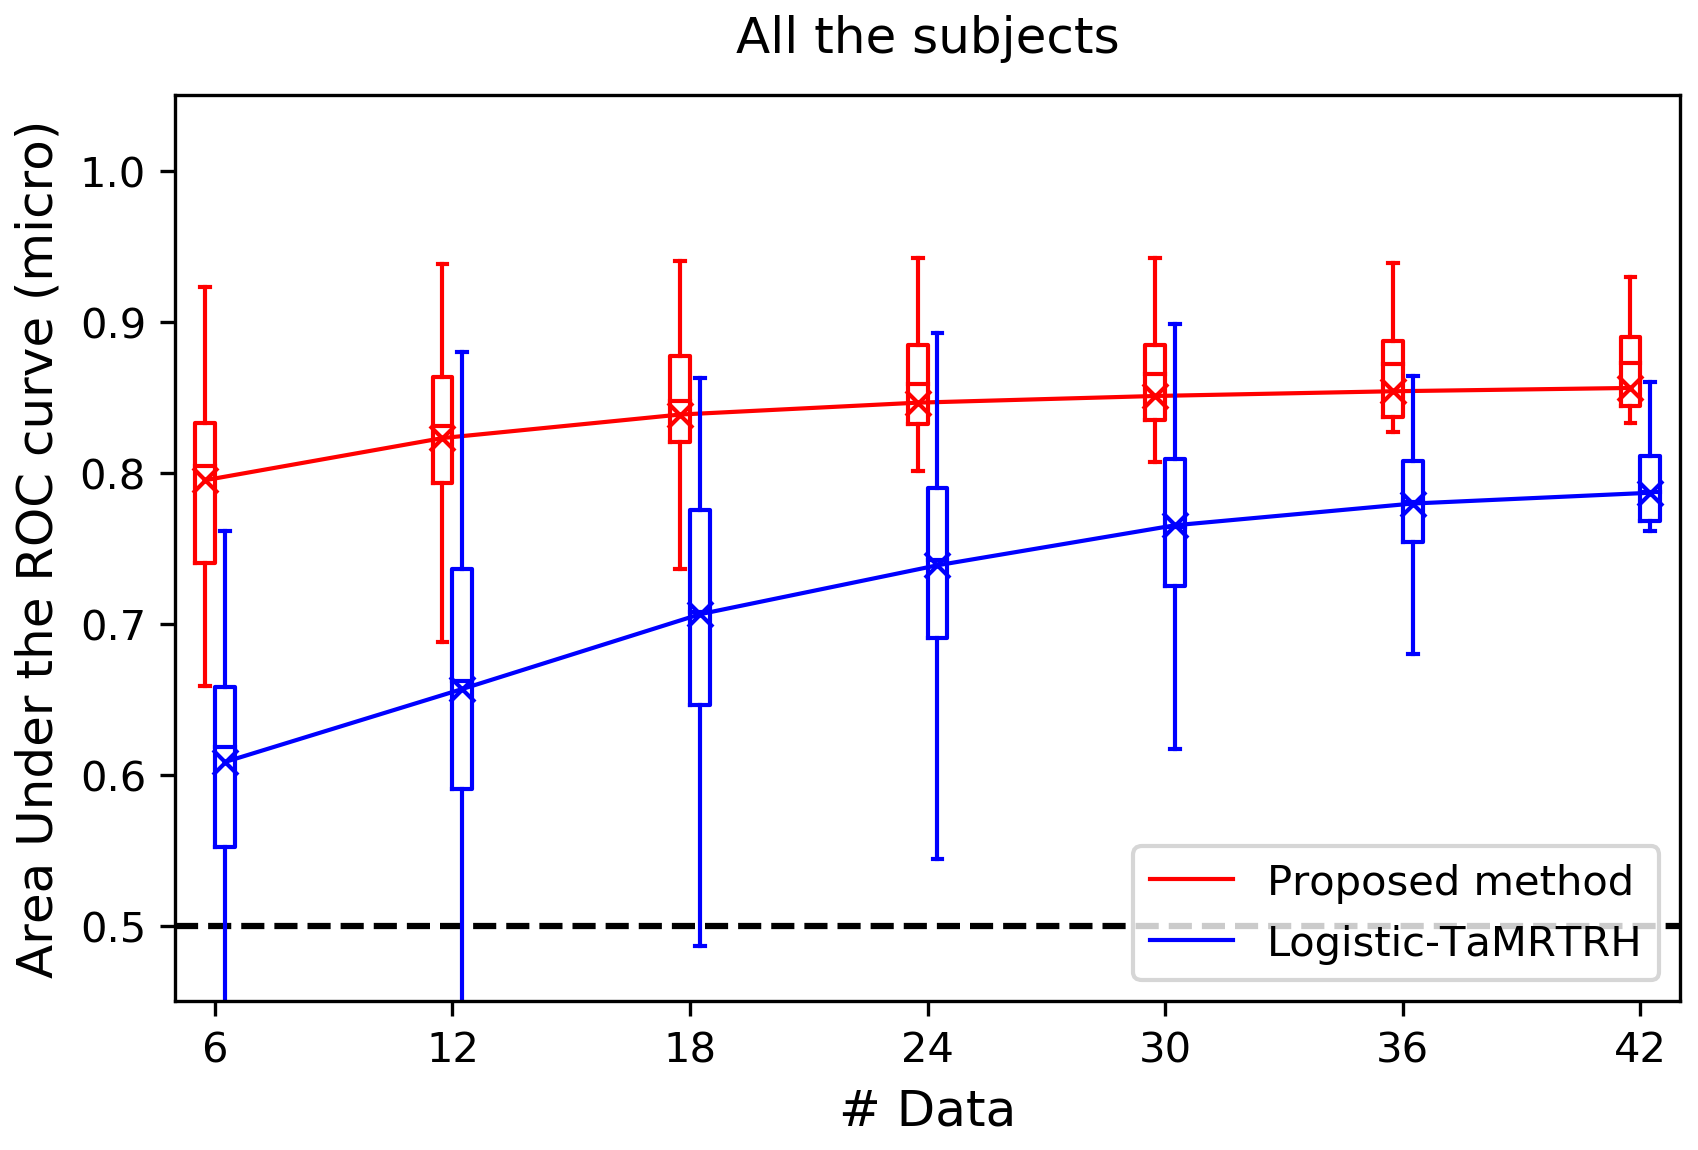 All the subjects
Area Under the ROC curve (micro)
1.0
0.9
0.8
0.7
0.6
0.5
Proposed method
Logistic-TaMRTRH
6 12 18 24 30 36 42
# Data